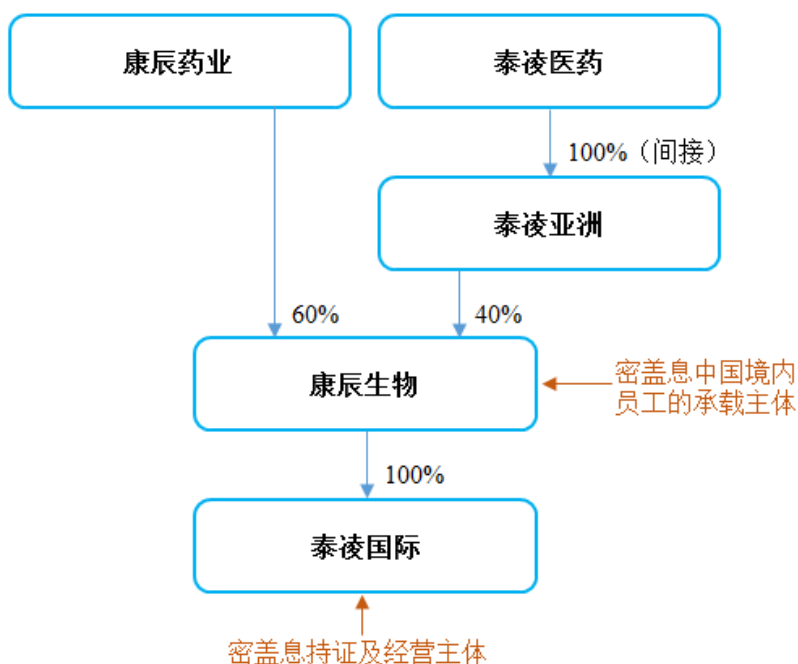 康辰药业
泰凌医药
100%（间接）
泰凌亚洲
60%
40%
康辰生物
密盖息中国境内
员工的承载主体
100%
泰凌国际
密盖息持证及经营主体